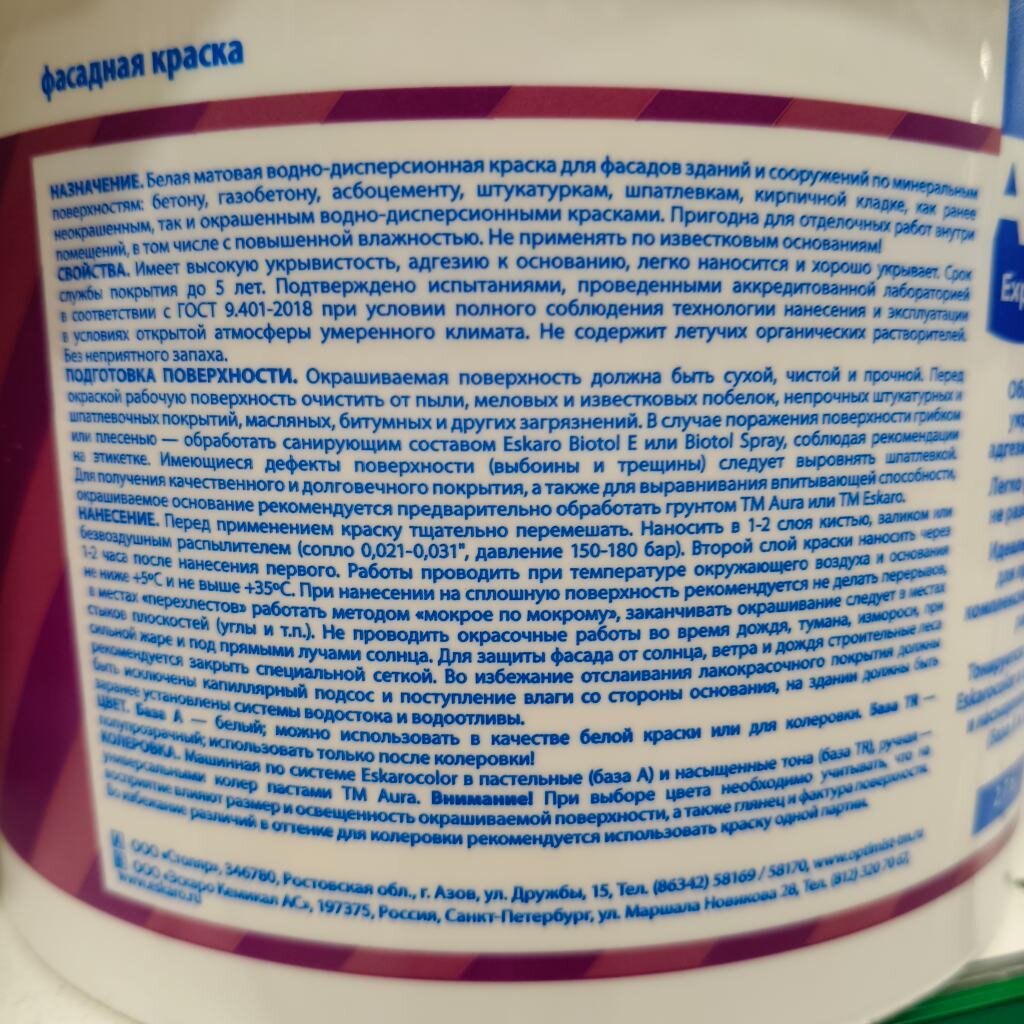 фасадная краска
НАЗНАЧЕНИЕ. Белая матовая водно-дисперсионная краска для фасадов зданий и сооружений по минеральным
поверхностям: бетону, газобетону, асбоцементу, штукатуркам, шпатлевкам, кирпичной кладке, как ранее
неокрашенным, так и окрашенным водно-дисперсионными красками. Пригодна для отделочных работ внутри
помещений, в том числе с повышенной влажностью. Не применять по известковым основаниям!
СВОЙСТВА. Имеет высокую укрывистость, адгезию к основанию, легко наносится и хорошо укрывает. Срок
службы покрытия до 5 лет. Подтверждено испытаниями, проведенными аккредитованной лабораторией
в соответствии с ГОСТ 9.401-2018 при условии полного соблюдения технологии нанесения и эксплуатации
в условиях открытой атмосферы умеренного климата. Не содержит летучих органических растворителей.
Без неприятного запаха.
ПОДГОТОВКА ПОВЕРХНОСТИ. Окрашиваемая поверхность должна быть сухой, чистой и прочной. Перед
окраской рабочую поверхность очистить от пыли, меловых и известковых побелок, непрочных штукатурных и
шпатлевочных покрытий, масляных, битумных и других загрязнений. В случае поражения поверхности грибком
или плесенью — обработать санирующим составом Eskaro Biotol E или Biotol Spray, соблюдая рекомендации
на этикетке. Имеющиеся дефекты поверхности (выбоины и трещины) следует выровнять шпатлевкой.
Для получения качественного и долговечного покрытия, а также для выравнивания впитывающей способности,
окрашиваемое основание рекомендуется предварительно обработать грунтом ТМ Aura или ТМ Eskaro.
НАНЕСЕНИЕ. Перед применением краску тщательно перемешать. Наносить в 1-2 слоя кистью, валиком или
безвоздушным распылителем (сопло 0,021-0,031", давление 150-180 бар). Второй слой краски наносить через
1-2 часа после нанесения первого. Работы проводить при температуре окружающего воздуха и основания
не ниже +5ºС и не выше +35ºС. При нанесении на сплошную поверхность рекомендуется не делать перерывов,
в местах «перехлестов» работать методом «мокрое по мокрому», заканчивать окрашивание следует в местах
стыков плоскостей (углы и т.п.). Не проводить окрасочные работы во время дождя, тумана, измороси, при
сильной жаре и под прямыми лучами солнца. Для защиты фасада от солнца, ветра и дождя строительные леса
рекомендуется закрыть специальной сеткой. Во избежание отслаивания лакокрасочного покрытия должны
быть исключены капиллярный подсос и поступление влаги со стороны основания, на здании должны быть
заранее установлены системы водостока и водоотливы.
ЦВЕТ. База А — белый; можно использовать в качестве белой краски или для колеровки. База TR —
полупрозрачный; использовать только после колеровки!
КОЛЕРОВКА. Машинная по системе Eskarocolor в пастельные (база А) и насыщенные тона (база TR), ручная —
универсальными колер пастами ТМ Aura. Внимание! При выборе цвета необходимо учитывать, что на
восприятие влияют размер и освещенность окрашиваемой поверхности, а также глянец и фактура поверхности.
Во избежание различий в оттенке для колеровки рекомендуется использовать краску одной партии.
ООО «Столяр», 346780, Ростовская обл., г. Азов, ул. Дружбы, 15, Тел. (86342) 58169 / 58170,
ООО «Эскаро Кемикал АС», 197375, Россия, Санкт-Петербург, ул. Маршала Новикова 28, Тел. (812) 320 70 67,
www.eskaro.ru
Exp